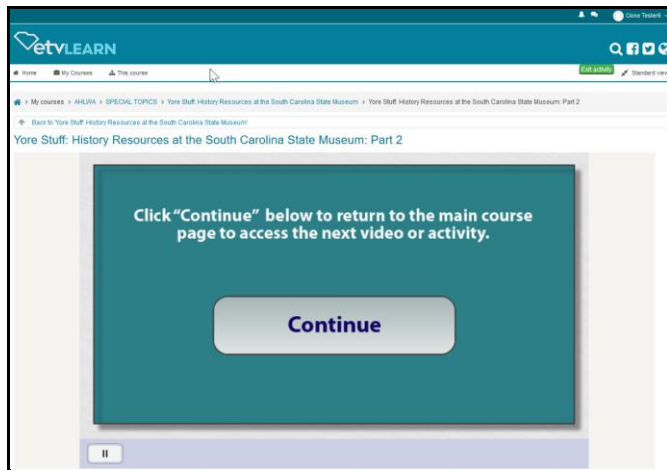 Clone Tester6
etvLEARN
Home My Courses This course
Exit activity Standard view
My courses › AHLWA › SPECIAL TOPICS › Yore Stuff: History Resources at the South Carolina State Museum › Yore Stuff: History Resources at the South Carolina State Museum: Part 2
Back to 'Yore Stuff: History Resources at the South Carolina State Museum'
Yore Stuff: History Resources at the South Carolina State Museum: Part 2
Click “Continue” below to return to the main course
page to access the next video or activity.
Continue